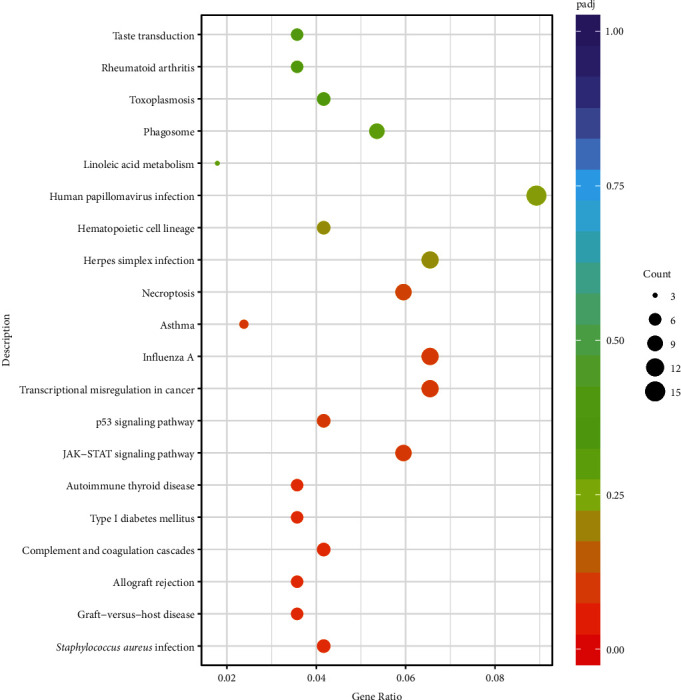 padj
Taste transduction
Rheumatoid arthritis
Toxoplasmosis
Phagosome
Linoleic acid metabolism
Human papillomavirus infection
Hematopoietic cell lineage
Herpes simplex infection
Necroptosis
Asthma
Influenza A
Transcriptional misregulation in cancer
p53 signaling pathway
JAK−STAT signaling pathway
Autoimmune thyroid disease
Type I diabetes mellitus
Complement and coagulation cascades
Allograft rejection
Graft−versus−host disease
Staphylococcus aureus infection
Description
0.02 0.04 0.06 0.08
Gene Ratio
1.00
0.75
0.50
0.25
0.00
Count
3
6
9
12
15